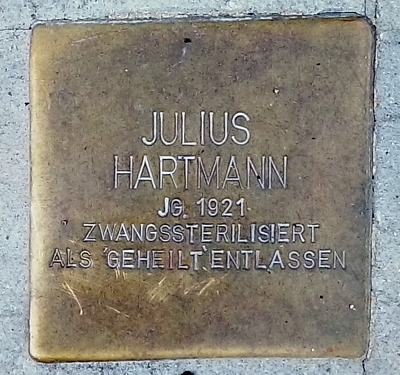 JULIUS
HARTMANN
JG. 1921
ZWANGSSTERILISIERT
ALS 'GEHEILT' ENTLASSEN